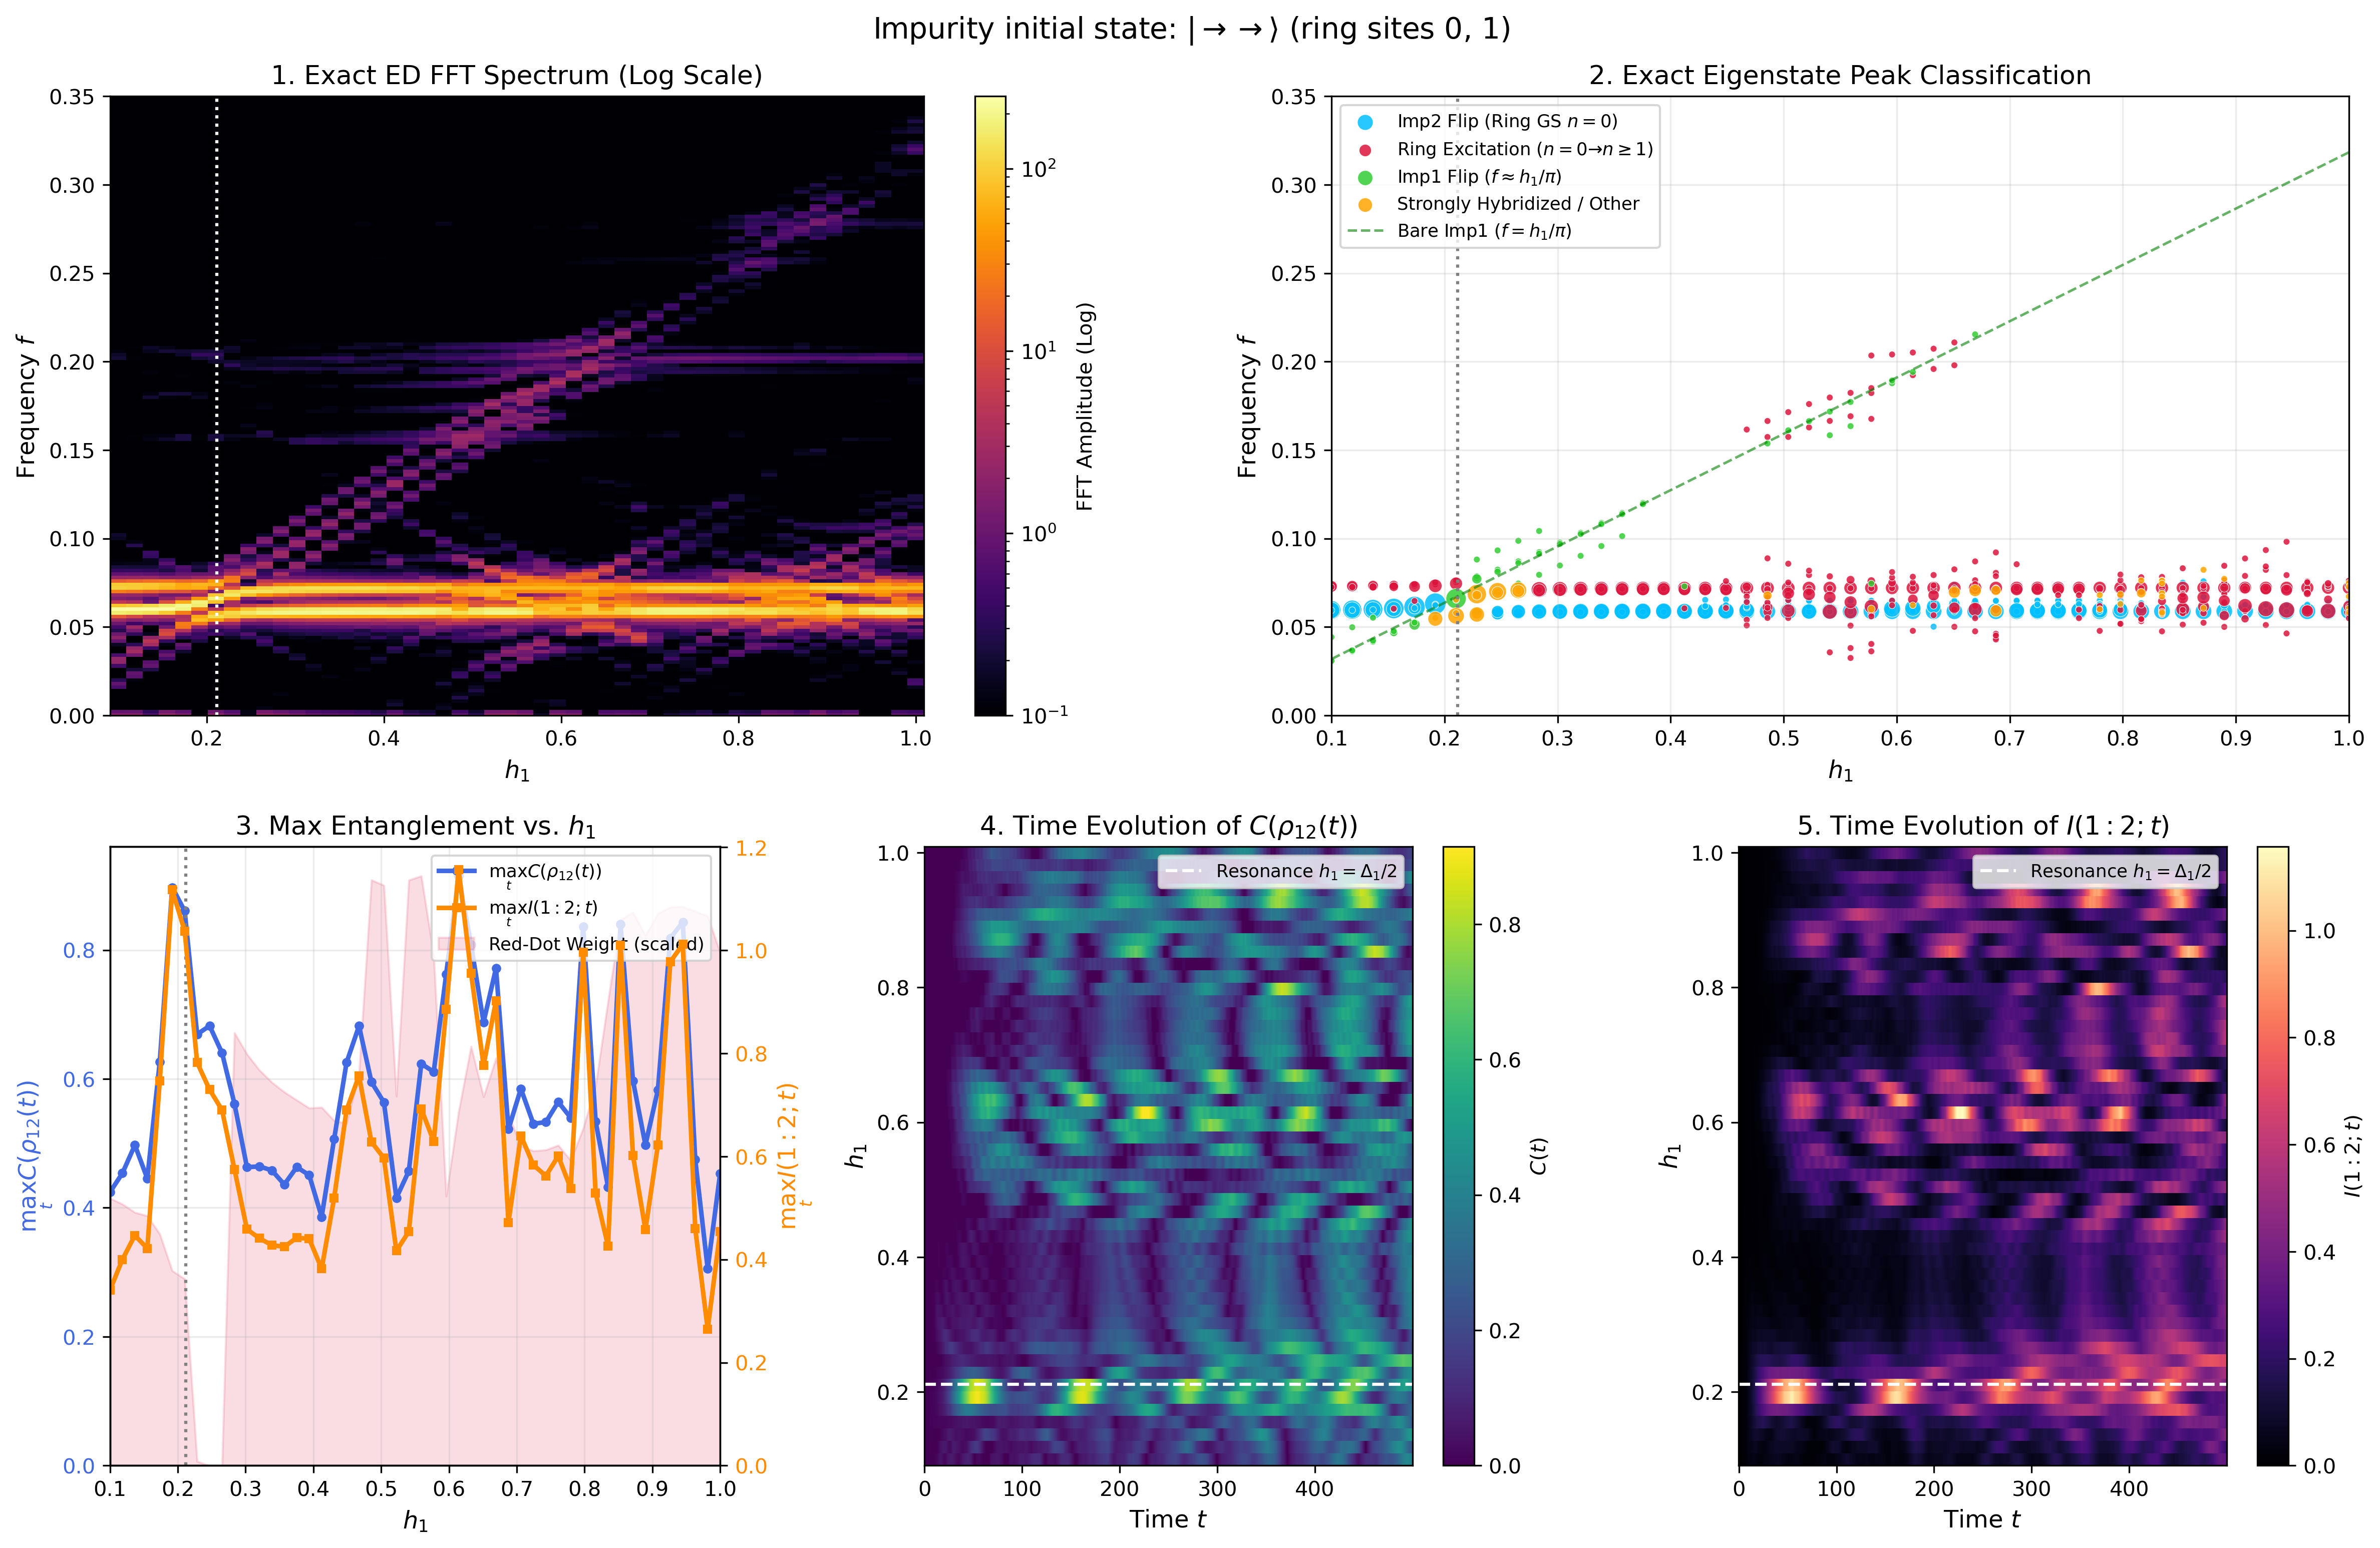 Impurity initial state: |→→⟩ (ring sites 0, 1)
1. Exact ED FFT Spectrum (Log Scale)
0.35
0.30
0.25
0.20
0.15
0.10
0.05
0.00
Frequency f
0.2
0.4
0.6
0.8
1.0
h₁
10²
10¹
10⁰
10⁻¹
FFT Amplitude (Log)
2. Exact Eigenstate Peak Classification
Imp2 Flip (Ring GS n = 0)
Ring Excitation (n = 0→n ≥ 1)
Imp1 Flip (f ≈ h₁/π)
Strongly Hybridized / Other
Bare Imp1 (f = h₁/π)
0.35
0.30
0.25
0.20
0.15
0.10
0.05
0.00
Frequency f
0.1
0.2
0.3
0.4
0.5
0.6
0.7
0.8
0.9
1.0
h₁
3. Max Entanglement vs. h₁
max C(ρ₁₂(t))
t
max I(1 : 2; t)
t
Red-Dot Weight (scaled)
0.8
0.6
0.4
0.2
0.0
max C(ρ₁₂(t))
t
1.2
1.0
0.8
0.6
0.4
0.2
0.0
max I(1 : 2; t)
t
0.1
0.2
0.3
0.4
0.5
0.6
0.7
0.8
0.9
1.0
h₁
4. Time Evolution of C(ρ₁₂(t))
Resonance h₁ = Δ₁/2
1.0
0.8
0.6
0.4
0.2
h₁
0
100
200
300
400
Time t
0.8
0.6
0.4
0.2
0.0
C(t)
5. Time Evolution of I(1 : 2; t)
Resonance h₁ = Δ₁/2
1.0
0.8
0.6
0.4
0.2
h₁
0
100
200
300
400
Time t
1.0
0.8
0.6
0.4
0.2
0.0
I(1 : 2; t)